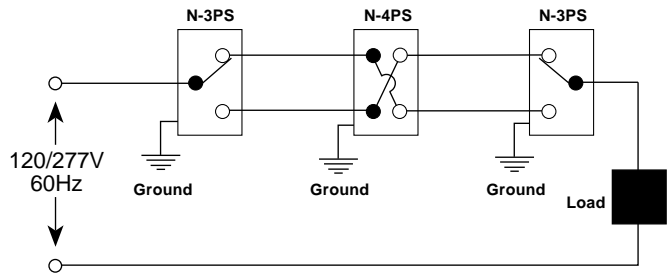 N-3PS
N-4PS
N-3PS
120/277V
60Hz
Ground
Ground
Ground
Load